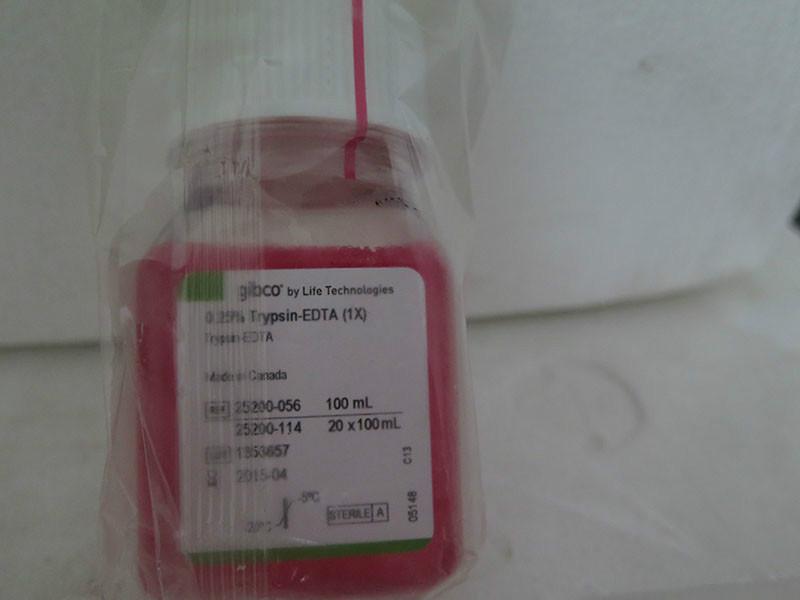 gibco® by Life Technologies
0.25% Trypsin-EDTA (1X)
Trypsin-EDTA
Made in Canada
REF 25200-056 100 mL
25200-114 20 x 100 mL
LOT 1353657
2015-04
-5°C
-20°C
STERILE A
C13
05148